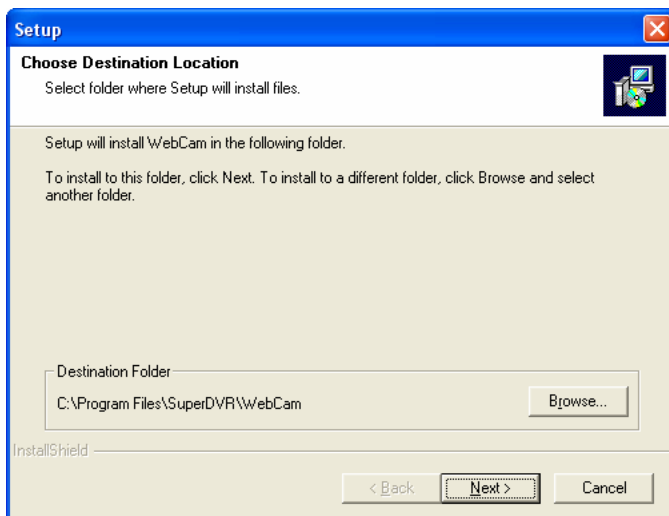 Setup
Choose Destination Location
Select folder where Setup will install files.
Setup will install WebCam in the following folder.
To install to this folder, click Next. To install to a different folder, click Browse and select
another folder.
Destination Folder
C:\Program Files\SuperDVR\WebCam
Browse...
InstallShield
< Back
Next >
Cancel